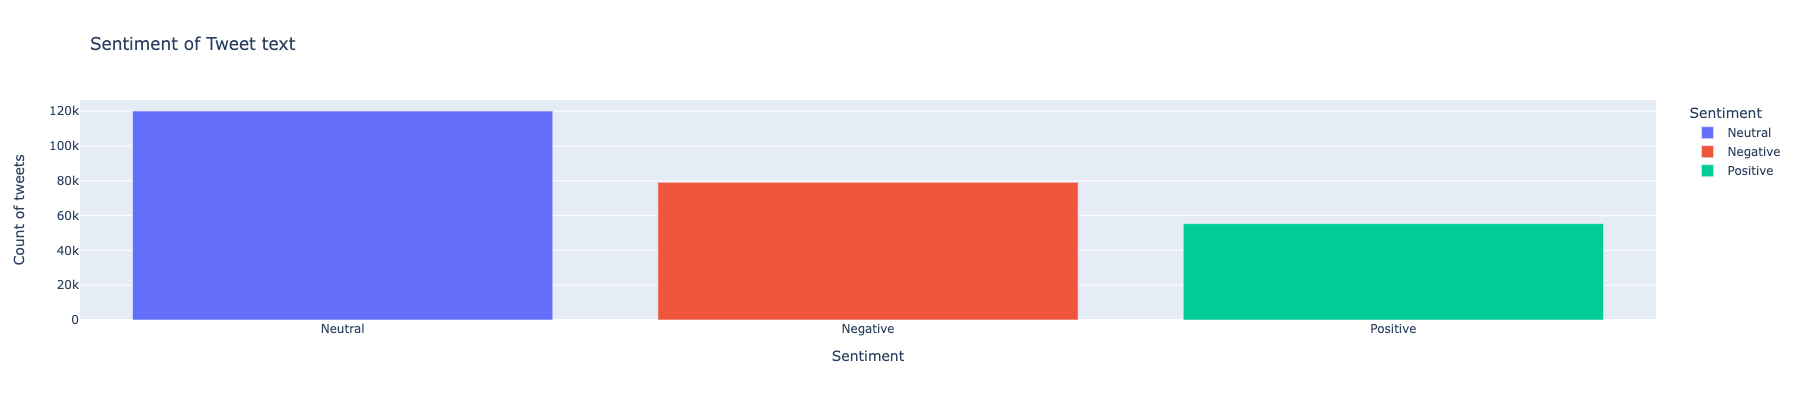 Sentiment of Tweet text
Count of tweets
120k
100k
80k
60k
40k
20k
0
Neutral
Negative
Positive
Sentiment
Sentiment
Neutral
Negative
Positive